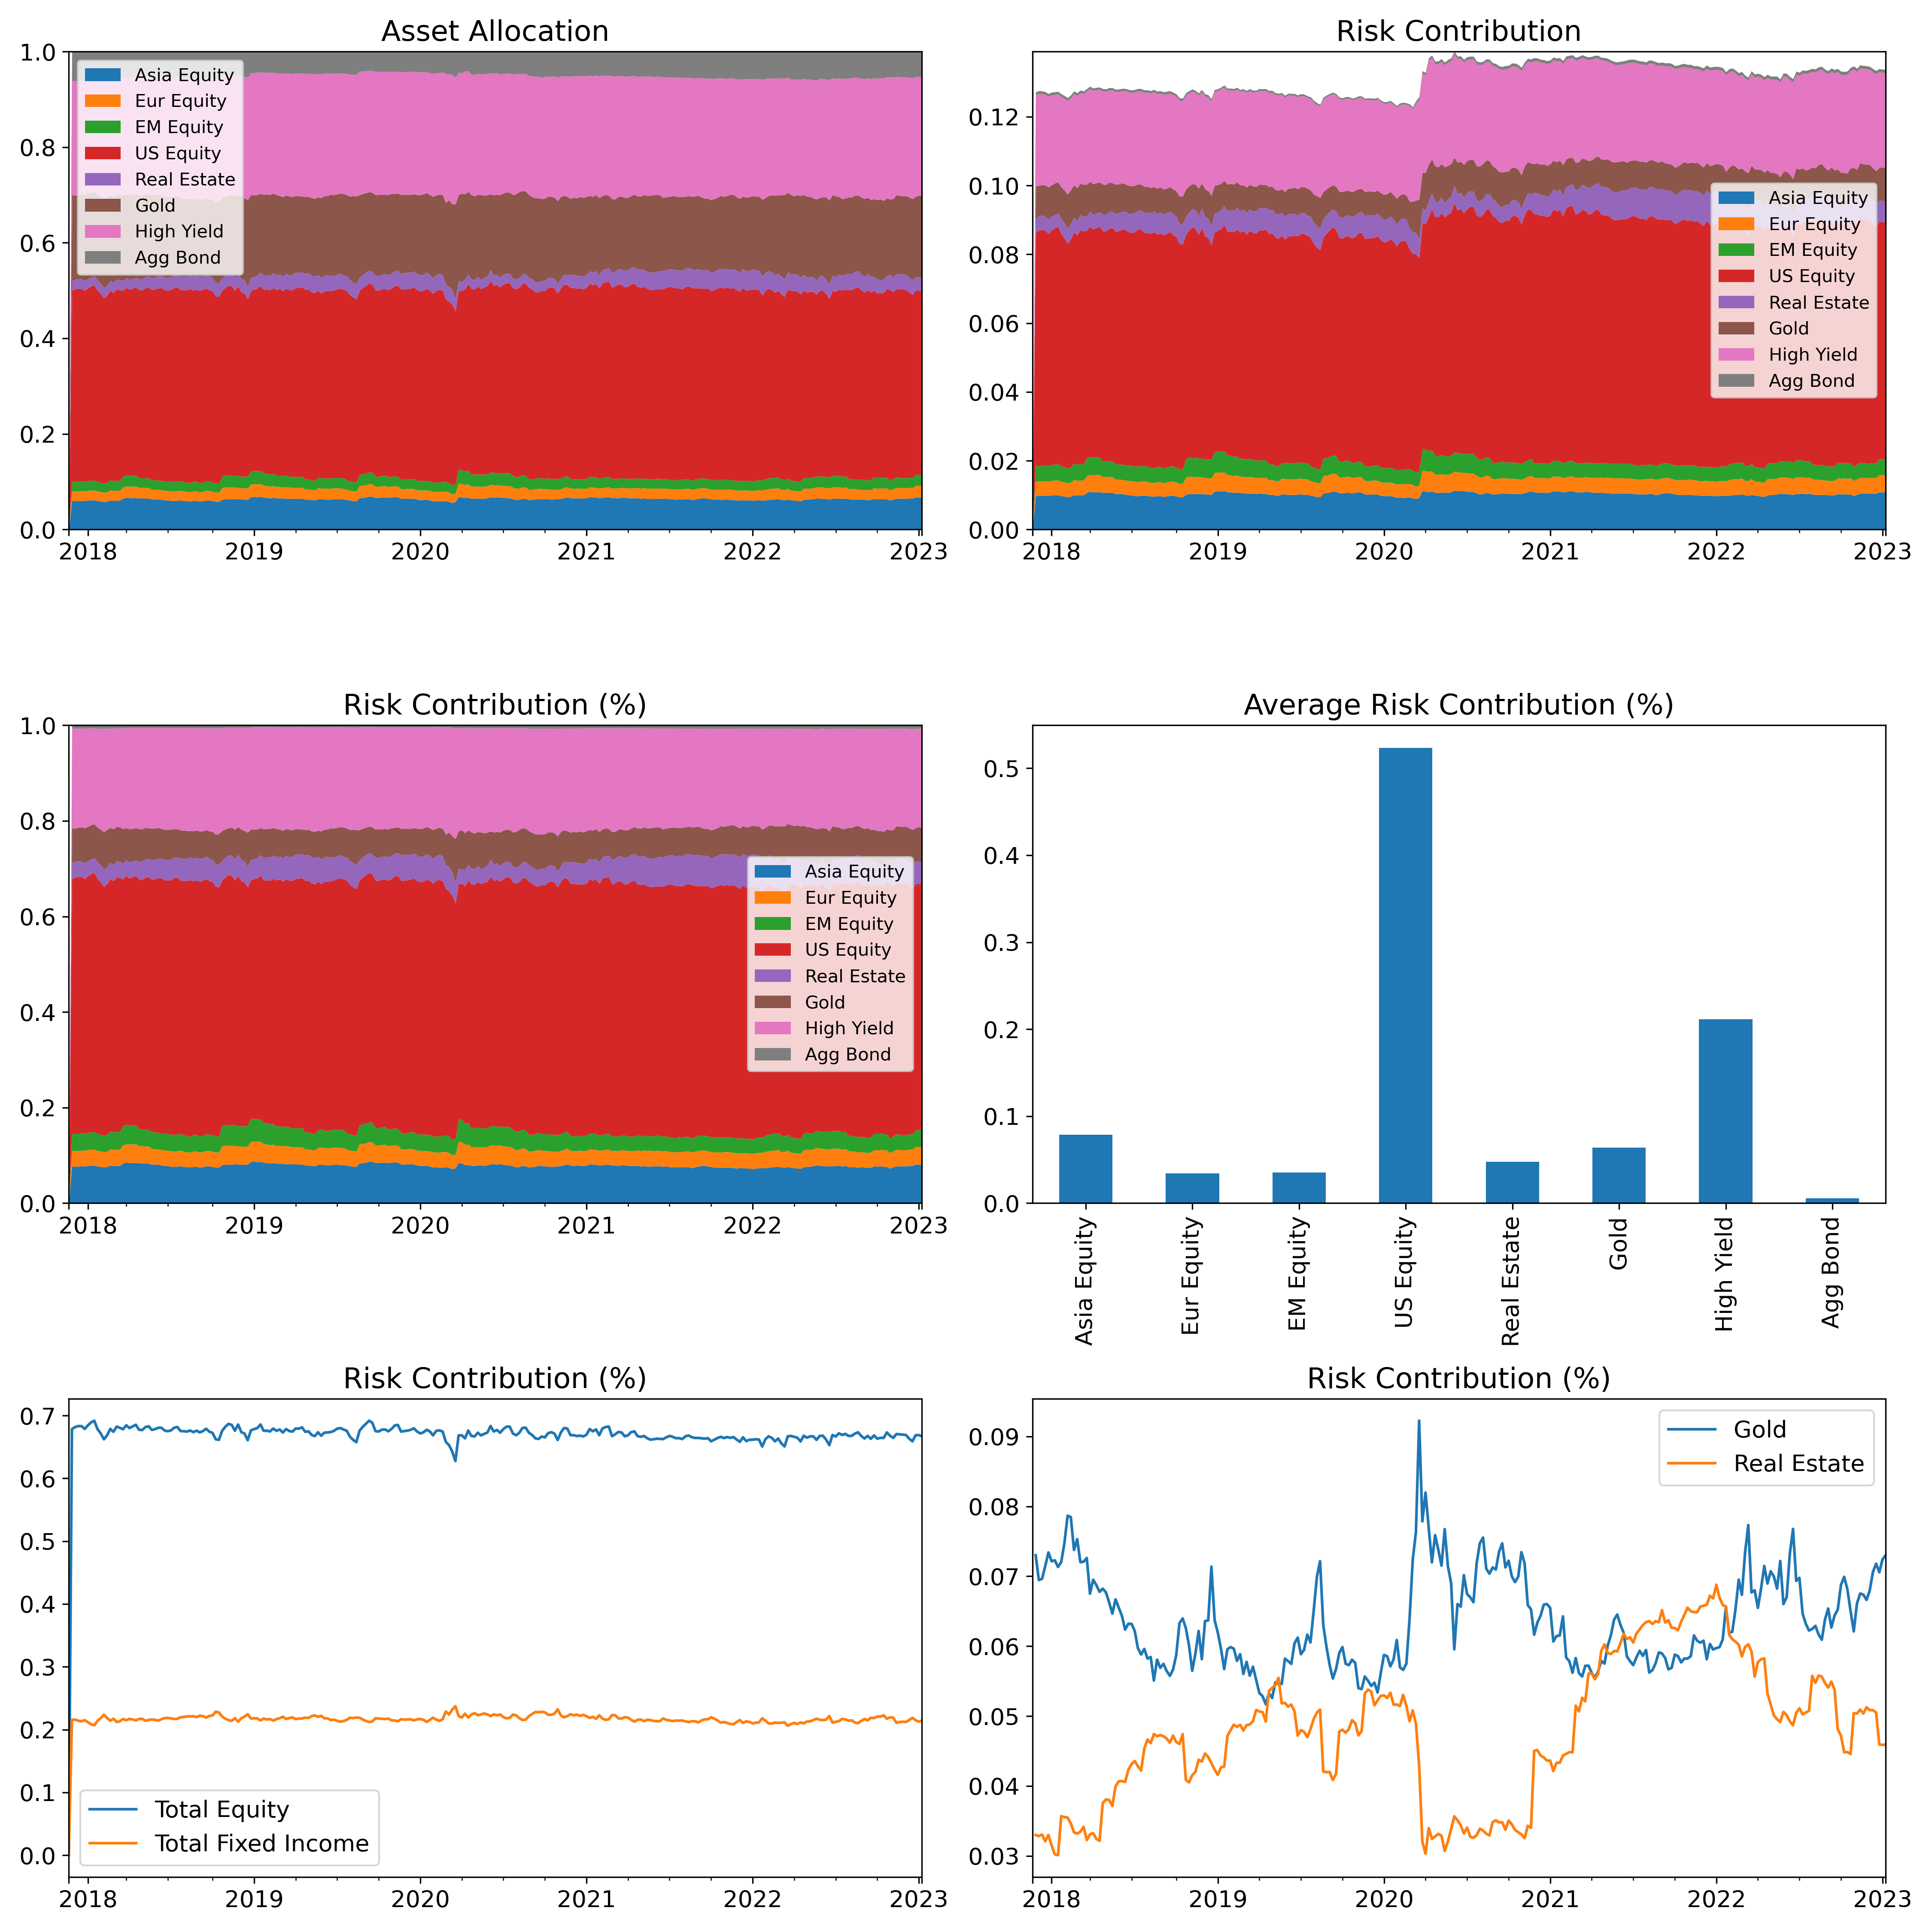 Asset Allocation
1.0
0.8
0.6
0.4
0.2
0.0
Asia Equity
Eur Equity
EM Equity
US Equity
Real Estate
Gold
High Yield
Agg Bond
2018 2019 2020 2021 2022 2023
Risk Contribution
0.12
0.10
0.08
0.06
0.04
0.02
0.00
Asia Equity
Eur Equity
EM Equity
US Equity
Real Estate
Gold
High Yield
Agg Bond
2018 2019 2020 2021 2022 2023
Risk Contribution (%)
1.0
0.8
0.6
0.4
0.2
0.0
Asia Equity
Eur Equity
EM Equity
US Equity
Real Estate
Gold
High Yield
Agg Bond
2018 2019 2020 2021 2022 2023
Average Risk Contribution (%)
0.5
0.4
0.3
0.2
0.1
0.0
Asia Equity
Eur Equity
EM Equity
US Equity
Real Estate
Gold
High Yield
Agg Bond
Risk Contribution (%)
0.7
0.6
0.5
0.4
0.3
0.2
0.1
0.0
Total Equity
Total Fixed Income
2018 2019 2020 2021 2022 2023
Risk Contribution (%)
0.09
0.08
0.07
0.06
0.05
0.04
0.03
Gold
Real Estate
2018 2019 2020 2021 2022 2023